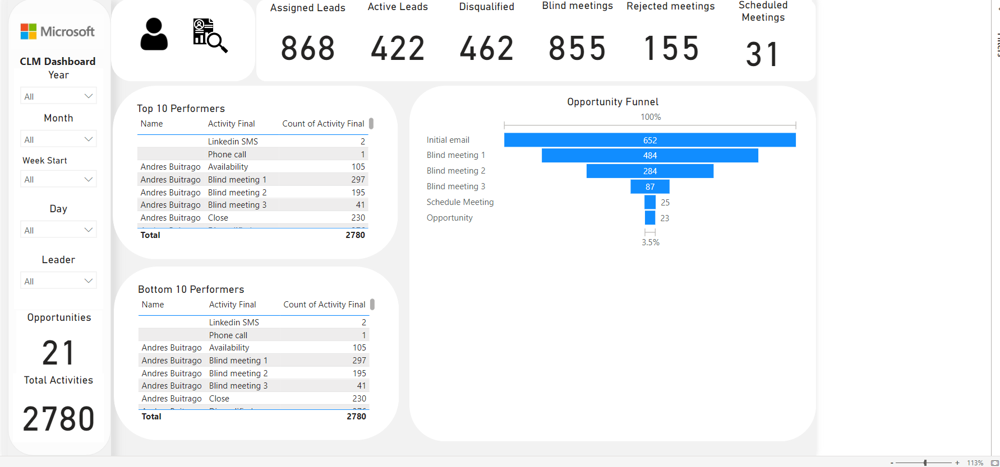 Microsoft
CLM Dashboard
Year
All
Month
All
Week Start
All
Day
All
Leader
All
Opportunities
21
Total Activities
2780
Assigned Leads
868
Active Leads
422
Disqualified
462
Blind meetings
855
Rejected meetings
155
Scheduled
Meetings
31
Top 10 Performers
Name Activity Final Count of Activity Final
Linkedin SMS 2
Phone call 1
Andres Buitrago Availability 105
Andres Buitrago Blind meeting 1 297
Andres Buitrago Blind meeting 2 195
Andres Buitrago Blind meeting 3 41
Andres Buitrago Close 230
Total 2780
Bottom 10 Performers
Name Activity Final Count of Activity Final
Linkedin SMS 2
Phone call 1
Andres Buitrago Availability 105
Andres Buitrago Blind meeting 1 297
Andres Buitrago Blind meeting 2 195
Andres Buitrago Blind meeting 3 41
Andres Buitrago Close 230
Total 2780
Opportunity Funnel
100%
Initial email 652
Blind meeting 1 484
Blind meeting 2 284
Blind meeting 3 87
Schedule Meeting 25
Opportunity 23
3.5%
- + 113%